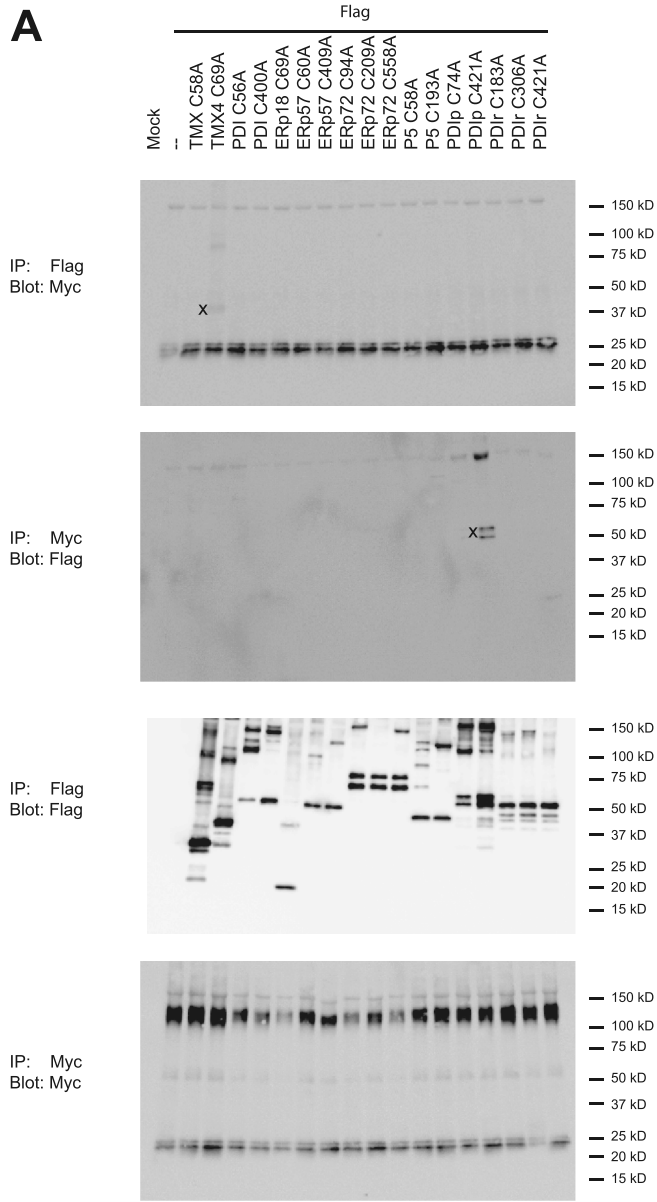 A
Flag
Mock
--
TMX C58A
TMX4 C69A
PDI C56A
PDI C400A
ERp18 C69A
ERp57 C60A
ERp57 C409A
ERp72 C94A
ERp72 C209A
ERp72 C558A
P5 C58A
P5 C193A
PDIp C74A
PDIp C421A
PDIr C183A
PDIr C306A
PDIr C421A
IP: Flag
Blot: Myc
x
150 kD
100 kD
75 kD
50 kD
37 kD
25 kD
20 kD
15 kD
IP: Myc
Blot: Flag
x
150 kD
100 kD
75 kD
50 kD
37 kD
25 kD
20 kD
15 kD
IP: Flag
Blot: Flag
150 kD
100 kD
75 kD
50 kD
37 kD
25 kD
20 kD
15 kD
IP: Myc
Blot: Myc
150 kD
100 kD
75 kD
50 kD
37 kD
25 kD
20 kD
15 kD